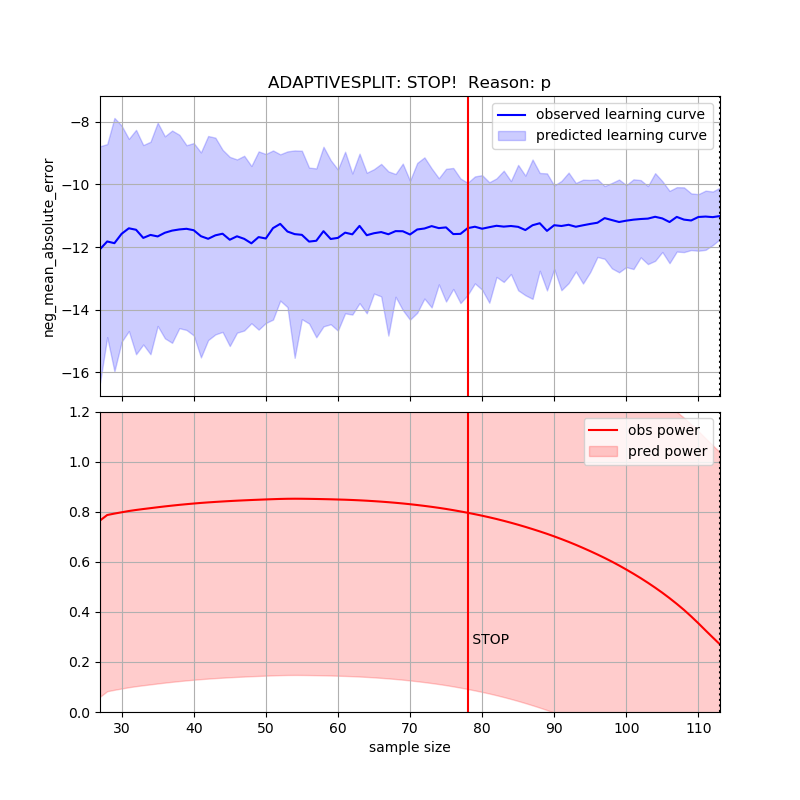 ADAPTIVESPLIT: STOP!  Reason: p
neg_mean_absolute_error
−8
−10
−12
−14
−16
observed learning curve
predicted learning curve
1.2
1.0
0.8
0.6
0.4
0.2
0.0
obs power
pred power
STOP
30 40 50 60 70 80 90 100 110
sample size